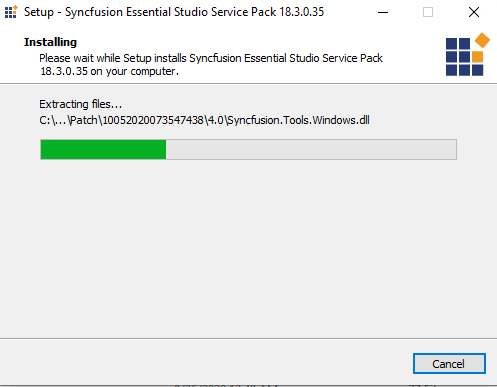 Setup - Syncfusion Essential Studio Service Pack 18.3.0.35
Installing
Please wait while Setup installs Syncfusion Essential Studio Service Pack
18.3.0.35 on your computer.
Extracting files...
C:\...\Patch\10052020073547438\4.0\Syncfusion.Tools.Windows.dll
Cancel